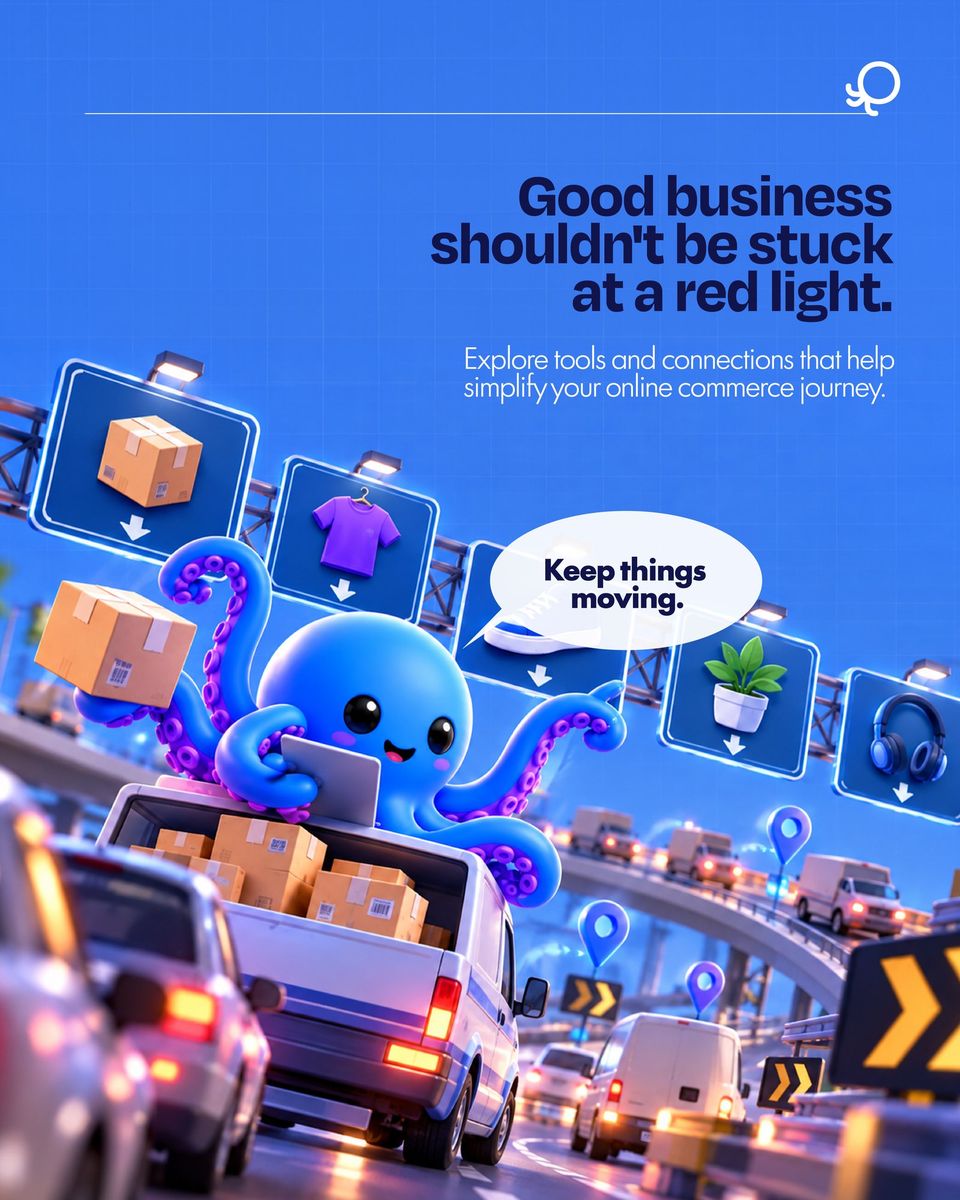 Good business
shouldn't be stuck
at a red light.
Explore tools and connections that help
simplify your online commerce journey.
Keep things
moving.